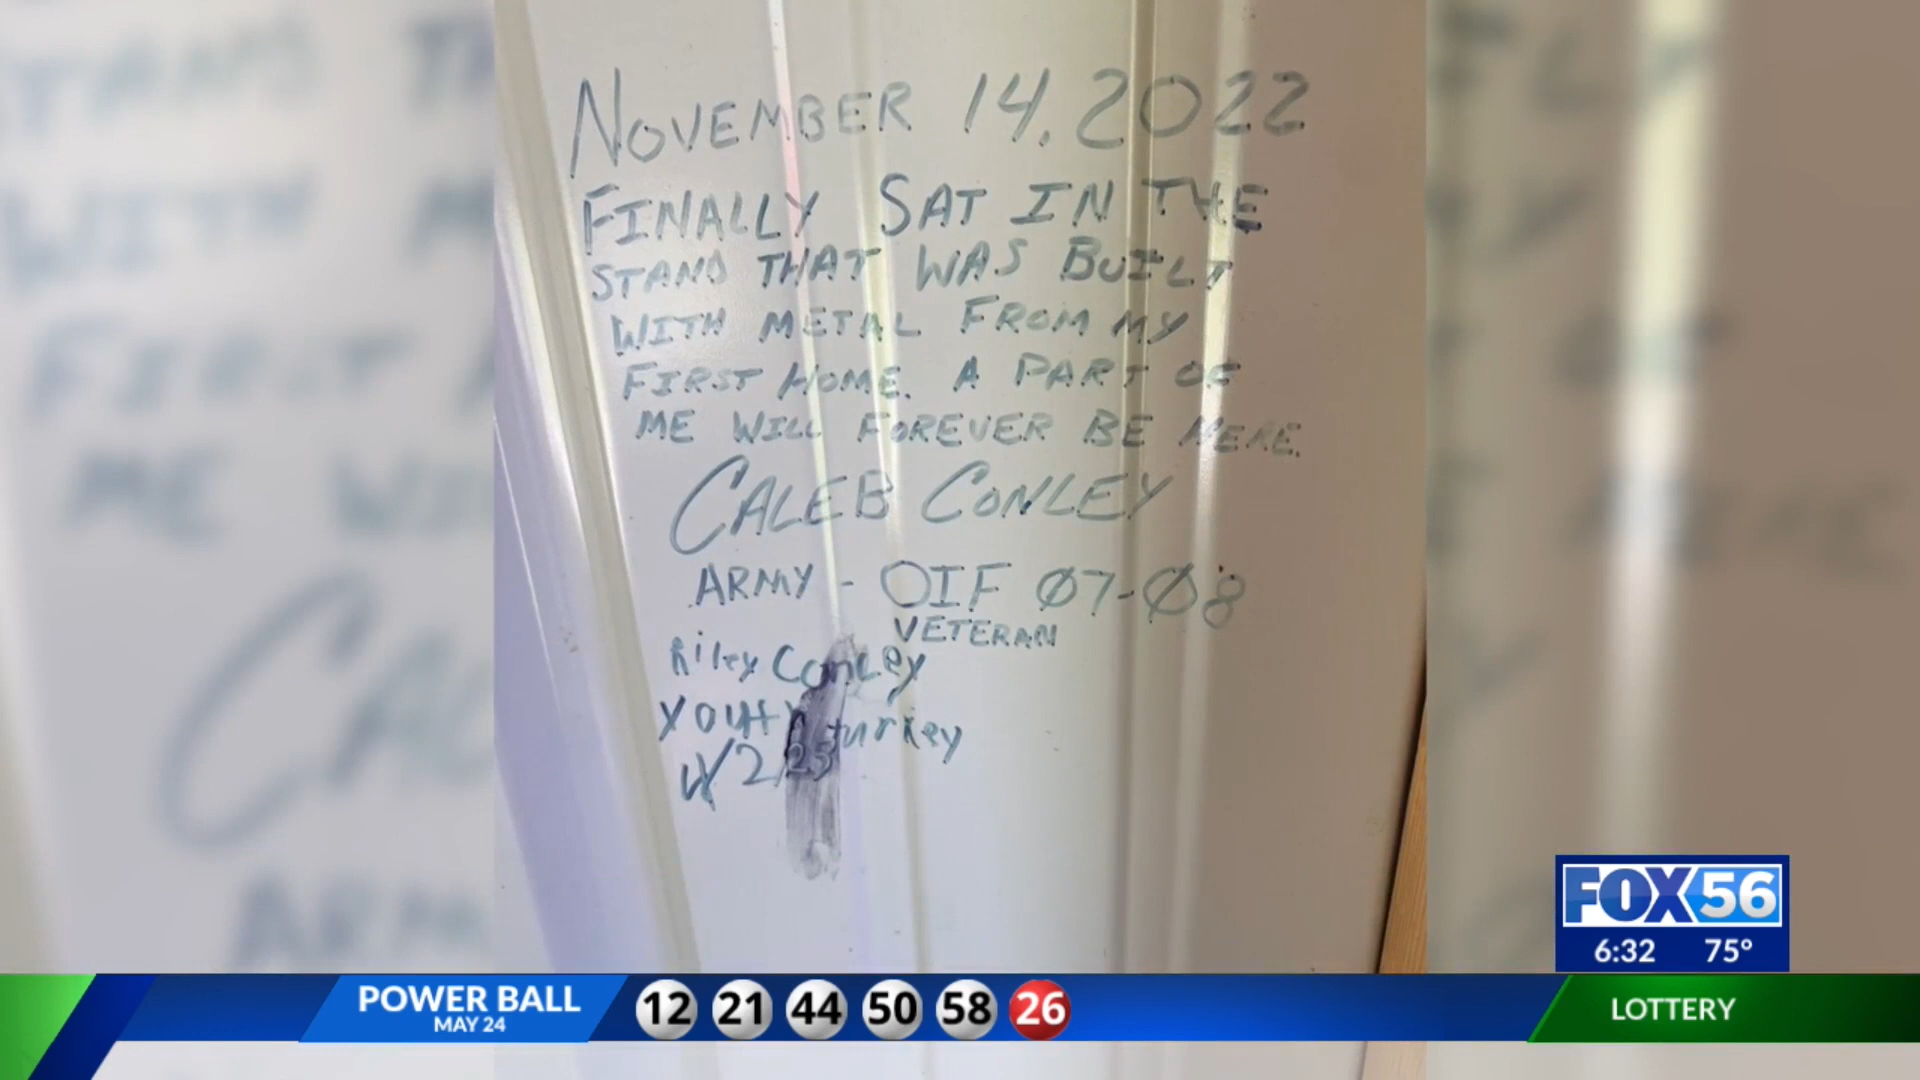 NOVEMBER 14, 2022
FINALLY SAT IN THE
STAND THAT WAS BUILT
WITH METAL FROM MY
FIRST HOME. A PART OF
ME WILL FOREVER BE HERE.
CALEB CONLEY
ARMY - OIF Ø7-Ø8
VETERAN
Riley Conley
Youth turkey
FOX 56
6:32 75°
POWER BALL
MAY 24
12 21 44 50 58 26
LOTTERY